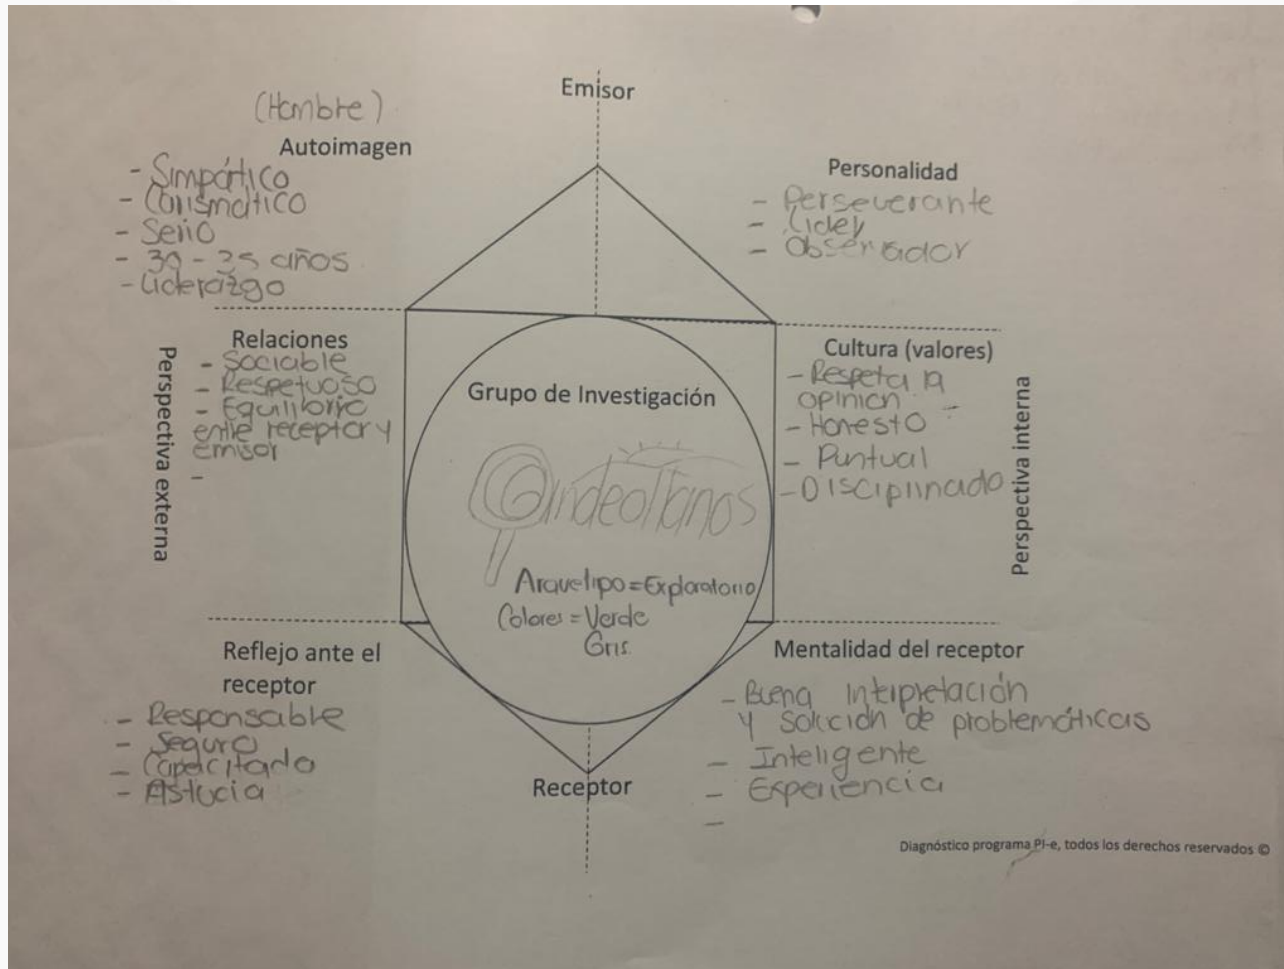 Emisor
(Hombre)
Autoimagen
- Simpático
- Carismático
- Serio
- 30 - 35 años
- Liderazgo
Personalidad
- Perseverante
- Lider
- Observador
Relaciones
- Sociable
- Respetuoso
- Equilibrio
entre receptor y
emisor
-
Perspectiva externa
Grupo de Investigación
Arquetipo = Exploratorio
Colores = Verde
Gris.
Cultura (valores)
- Respeta la
opinion
- Honesto
- Puntual
- Disciplinado
Perspectiva interna
Reflejo ante el
receptor
- Responsable
- Seguro
- Capacitado
- Astucia
Receptor
Mentalidad del receptor
- Buena interpretación
y solución de problemáticas
- Inteligente
- Experiencia
-
Diagnóstico programa PI-e, todos los derechos reservados ©